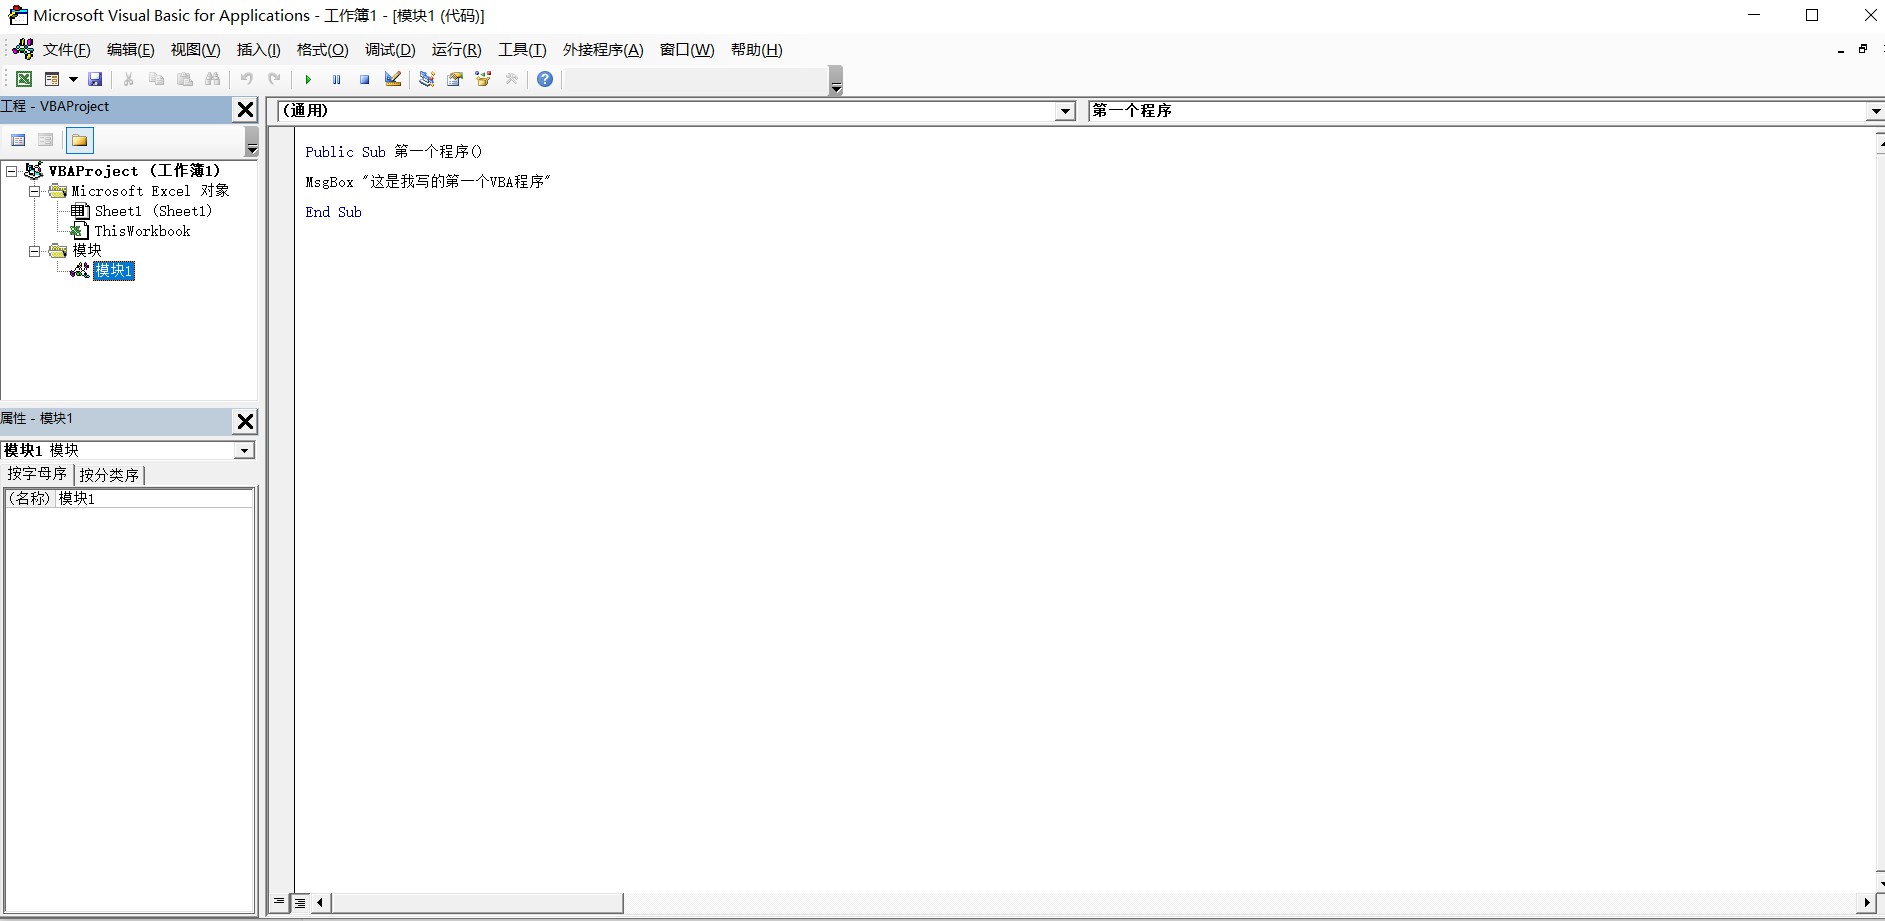 Microsoft Visual Basic for Applications - 工作簿1 - [模块1 (代码)]
文件(F) 编辑(E) 视图(V) 插入(I) 格式(O) 调试(D) 运行(R) 工具(T) 外接程序(A) 窗口(W) 帮助(H)
工程 - VBAProject
VBAProject (工作簿1)
Microsoft Excel 对象
Sheet1 (Sheet1)
ThisWorkbook
模块
模块1
属性 - 模块1
模块1 模块
按字母序 按分类序
(名称) 模块1
(通用) 第一个程序
Public Sub 第一个程序()
MsgBox "这是我写的第一个VBA程序"
End Sub